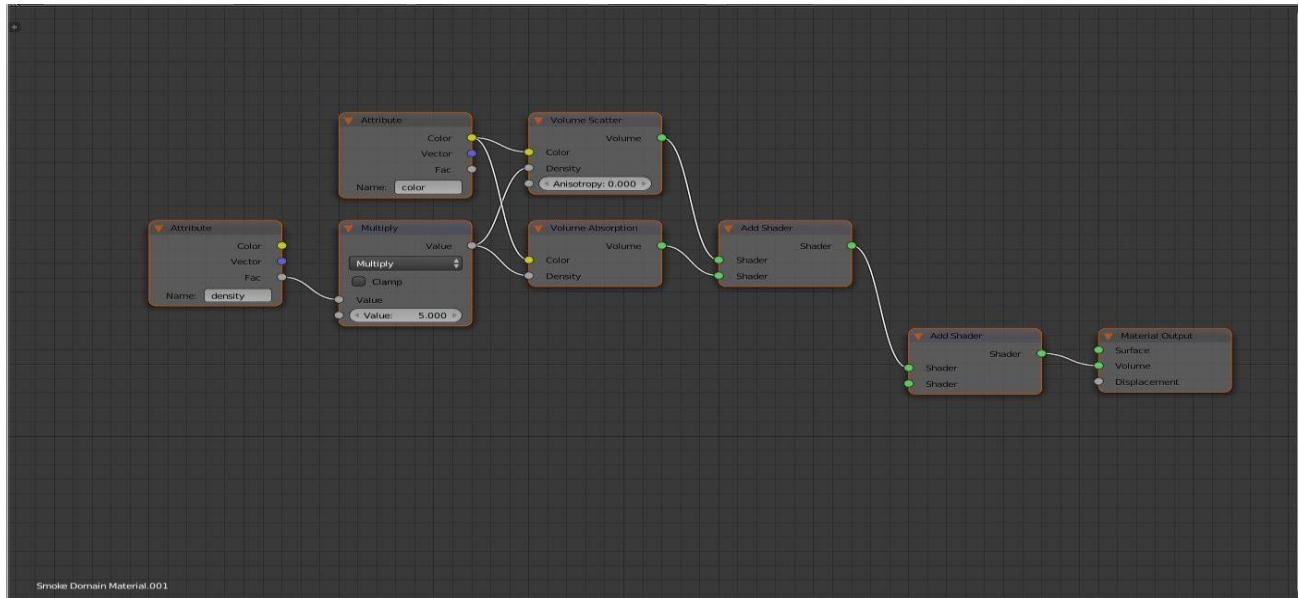 Attribute
Color
Vector
Fac
Name: color
Volume Scatter
Volume
Color
Density
Anisotropy: 0.000
Attribute
Color
Vector
Fac
Name: density
Multiply
Value
Multiply
Clamp
Value
Value: 5.000
Volume Absorption
Volume
Color
Density
Add Shader
Shader
Shader
Shader
Add Shader
Shader
Shader
Shader
Material Output
Surface
Volume
Displacement
Smoke Domain Material.001